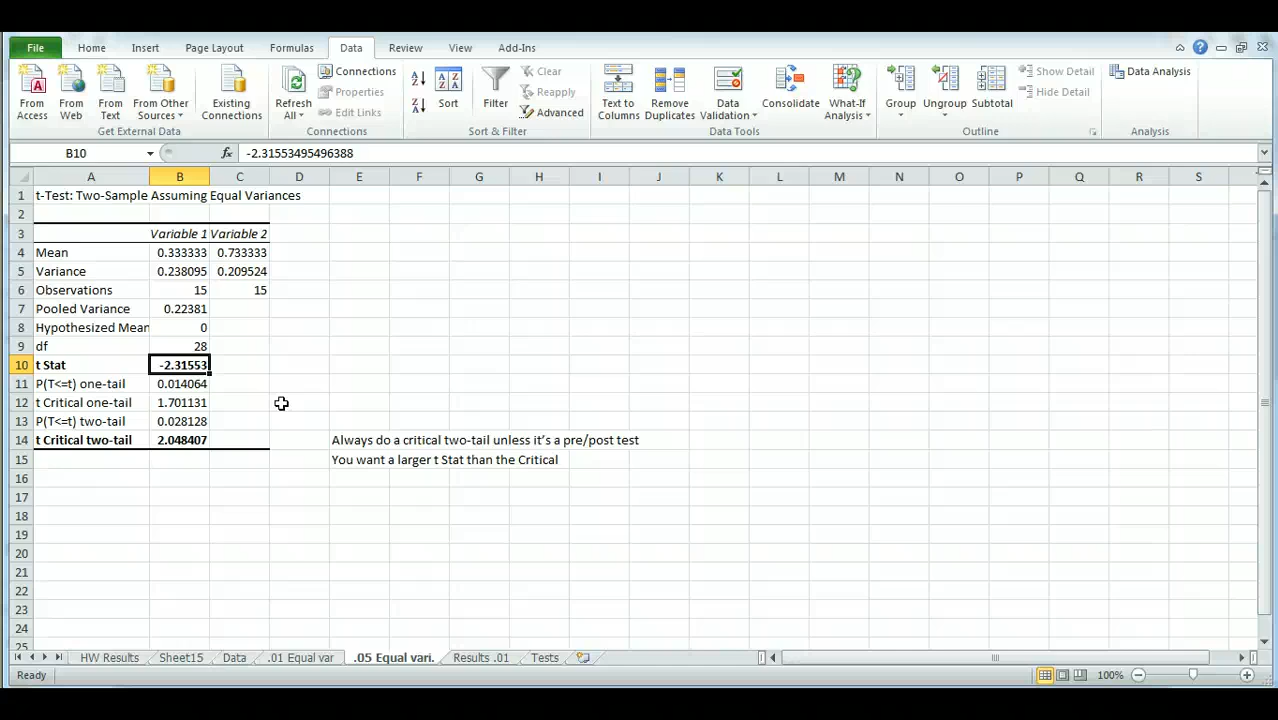 File Home Insert Page Layout Formulas Data Review View Add-Ins
From Access
From Web
From Text
From Other Sources
Existing Connections
Get External Data
Refresh All
Connections
Properties
Edit Links
Connections
Sort
Filter
Clear
Reapply
Advanced
Sort & Filter
Text to Columns
Remove Duplicates
Data Validation
Consolidate
What-If Analysis
Data Tools
Group
Ungroup
Subtotal
Show Detail
Hide Detail
Outline
Data Analysis
Analysis
B10 fx -2.31553495496388
A B C D E F G H I J K L M N O P Q R S
1 t-Test: Two-Sample Assuming Equal Variances
2
3 Variable 1 Variable 2
4 Mean 0.333333 0.733333
5 Variance 0.238095 0.209524
6 Observations 15 15
7 Pooled Variance 0.22381
8 Hypothesized Mean 0
9 df 28
10 t Stat -2.31553
11 P(T<=t) one-tail 0.014064
12 t Critical one-tail 1.701131
13 P(T<=t) two-tail 0.028128
14 t Critical two-tail 2.048407 Always do a critical two-tail unless it's a pre/post test
15 You want a larger t Stat than the Critical
16
17
18
19
20
21
22
23
24
25
HW Results Sheet15 Data .01 Equal var .05 Equal vari. Results .01 Tests
Ready 100%